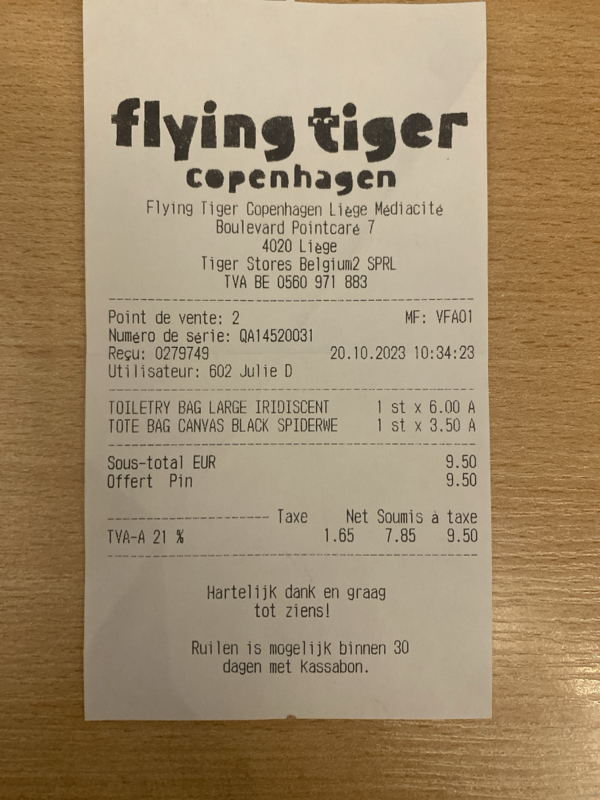 flying tiger
copenhagen
Flying Tiger Copenhagen Liège Médiacité
Boulevard Pointcaré 7
4020 Liège
Tiger Stores Belgium2 SPRL
TVA BE 0560 971 883
Point de vente: 2 MF: VFA01
Numéro de série: QA14520031
Reçu: 0279749 20.10.2023 10:34:23
Utilisateur: 602 Julie D
TOILETRY BAG LARGE IRIDISCENT 1 st x 6.00 A
TOTE BAG CANVAS BLACK SPIDERWE 1 st x 3.50 A
Sous-total EUR 9.50
Offert Pin 9.50
Taxe Net Soumis à taxe
TVA-A 21 % 1.65 7.85 9.50
Hartelijk dank en graag
tot ziens!
Ruilen is mogelijk binnen 30
dagen met kassabon.